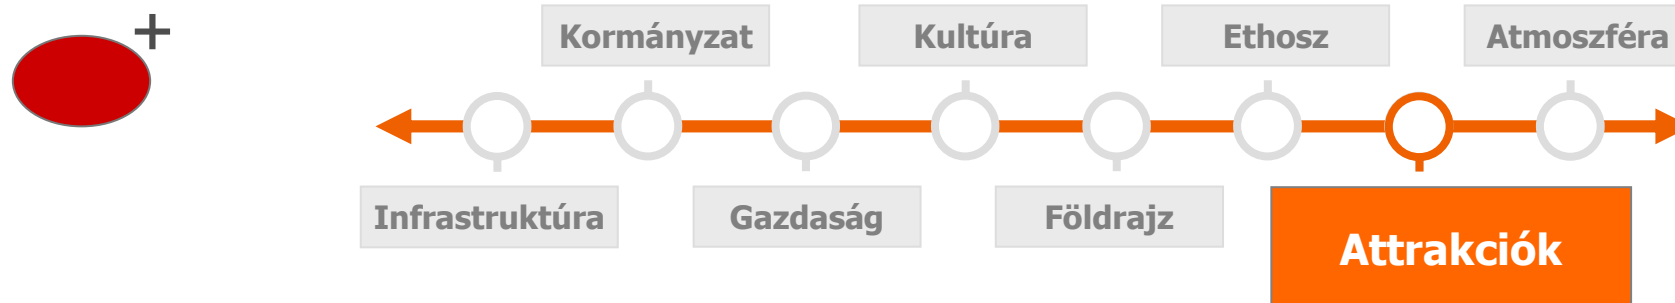 +
Kormányzat
Kultúra
Ethosz
Atmoszféra
Infrastruktúra
Gazdaság
Földrajz
Attrakciók